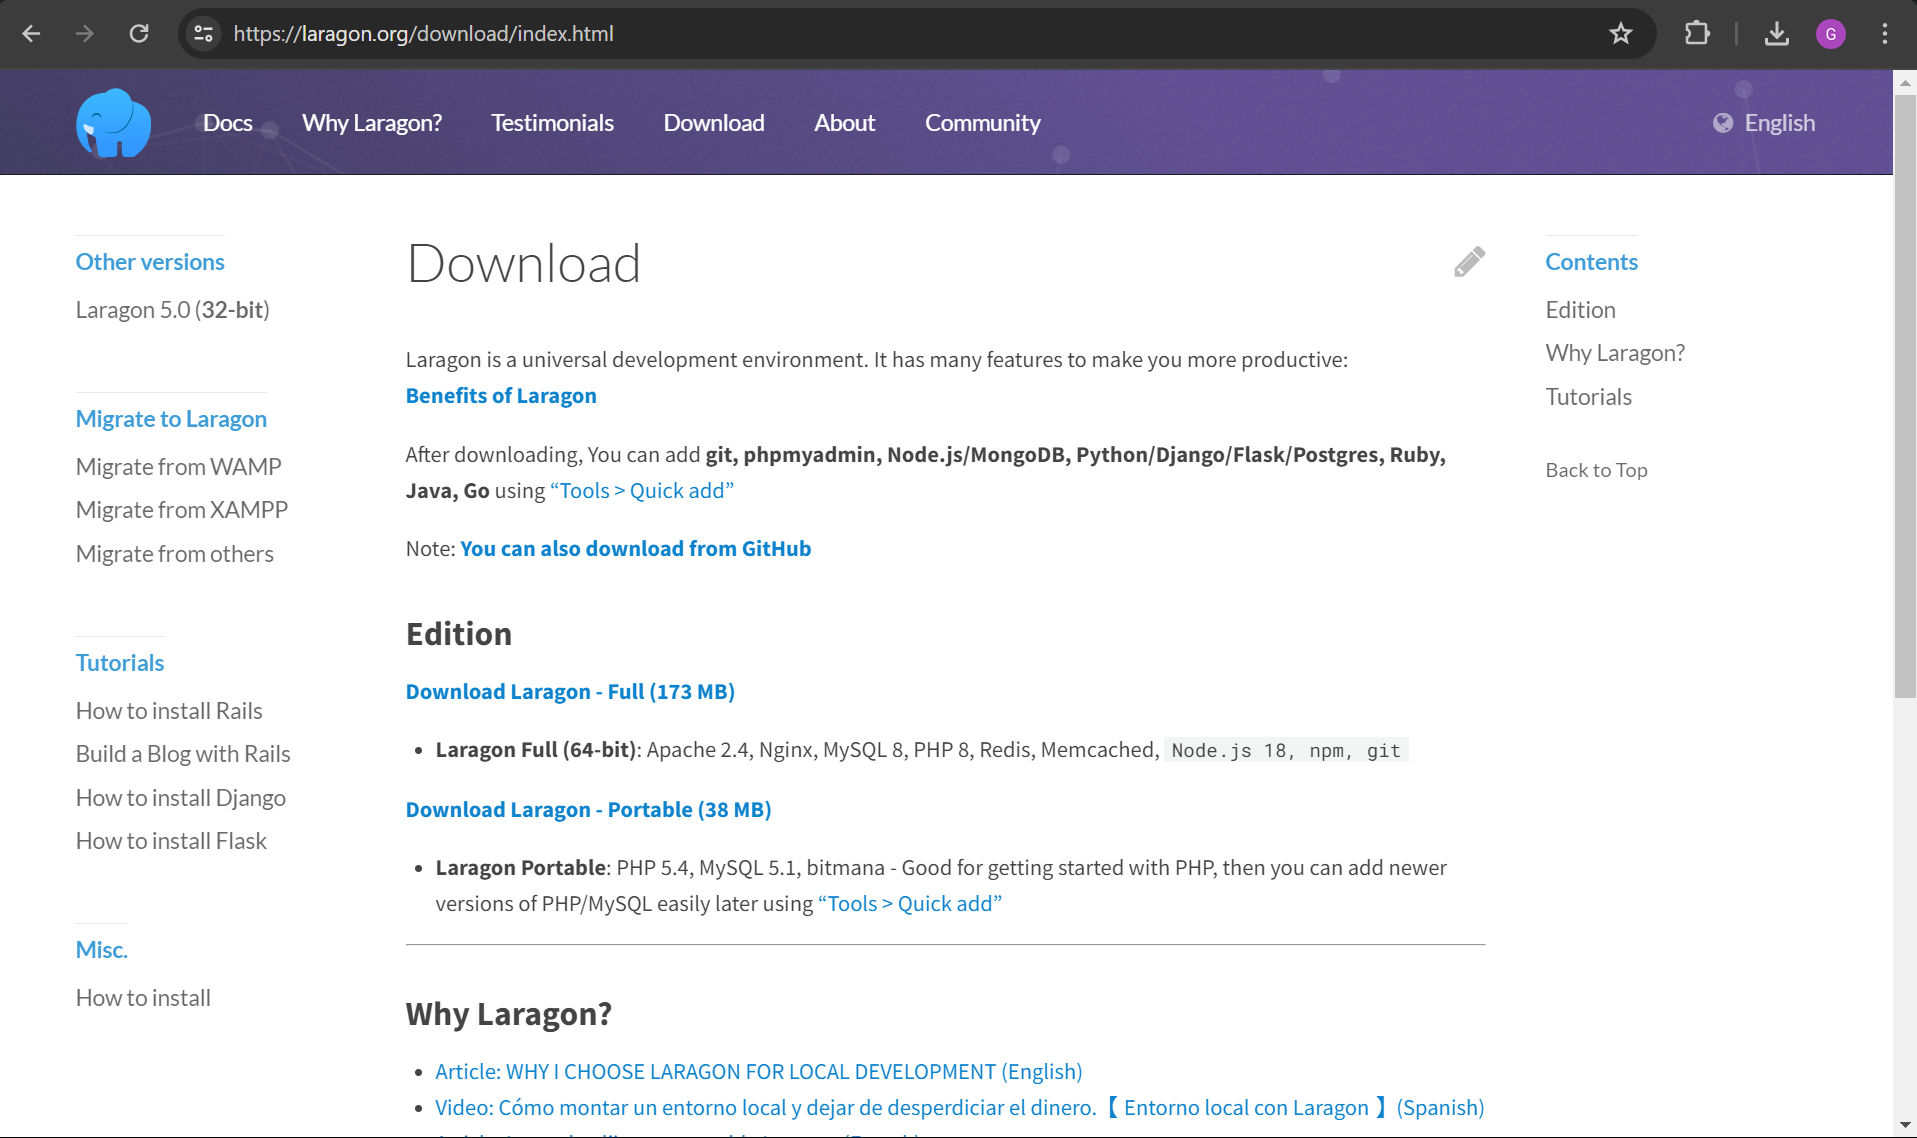 https://laragon.org/download/index.html
G
Docs
Why Laragon?
Testimonials
Download
About
Community
English
Other versions
Laragon 5.0 (32-bit)
Migrate to Laragon
Migrate from WAMP
Migrate from XAMPP
Migrate from others
Tutorials
How to install Rails
Build a Blog with Rails
How to install Django
How to install Flask
Misc.
How to install
Download
Laragon is a universal development environment. It has many features to make you more productive:
Benefits of Laragon
After downloading, You can add git, phpmyadmin, Node.js/MongoDB, Python/Django/Flask/Postgres, Ruby,
Java, Go using “Tools > Quick add”
Note: You can also download from GitHub
Edition
Download Laragon - Full (173 MB)
• Laragon Full (64-bit): Apache 2.4, Nginx, MySQL 8, PHP 8, Redis, Memcached, Node.js 18, npm, git
Download Laragon - Portable (38 MB)
• Laragon Portable: PHP 5.4, MySQL 5.1, bitmana - Good for getting started with PHP, then you can add newer
versions of PHP/MySQL easily later using “Tools > Quick add”
Why Laragon?
• Article: WHY I CHOOSE LARAGON FOR LOCAL DEVELOPMENT (English)
• Video: Cómo montar un entorno local y dejar de desperdiciar el dinero.【 Entorno local con Laragon 】(Spanish)
Contents
Edition
Why Laragon?
Tutorials
Back to Top